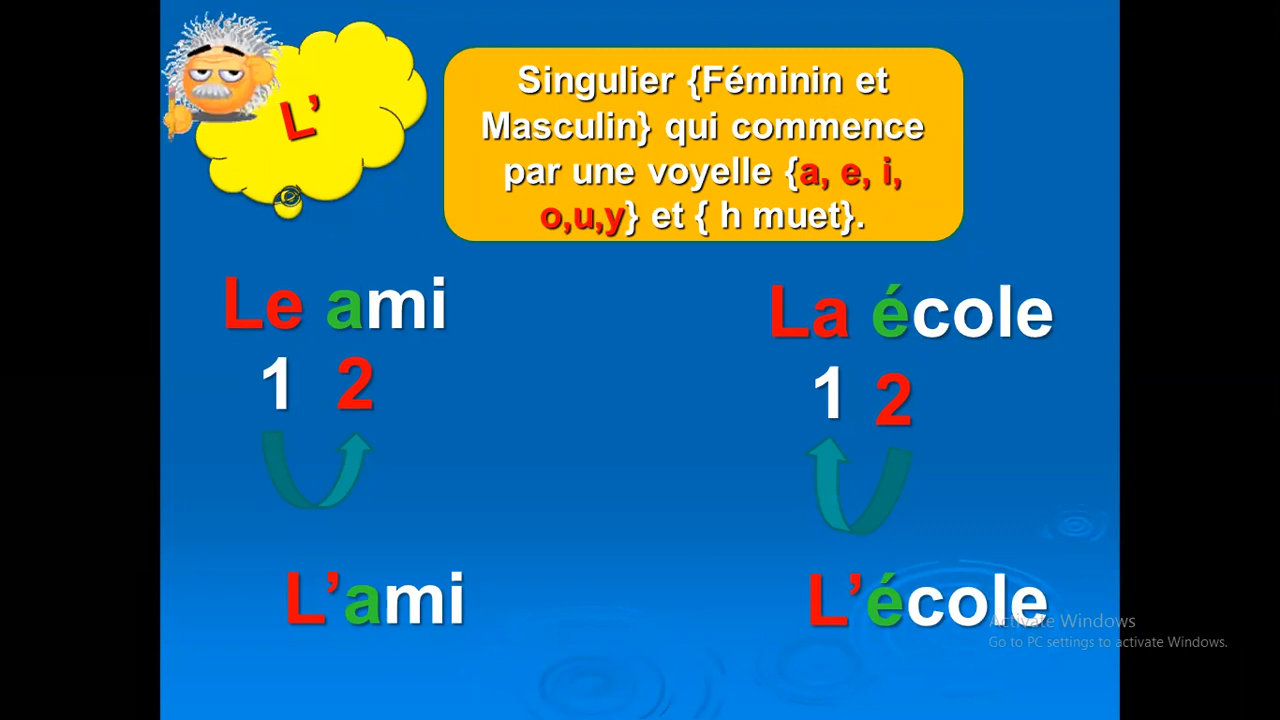 L’
Singulier {Féminin et
Masculin} qui commence
par une voyelle {a, e, i,
o,u,y} et { h muet}.
Le ami
1 2
La école
1 2
L’ami
L’école
Activate Windows
Go to PC settings to activate Windows.